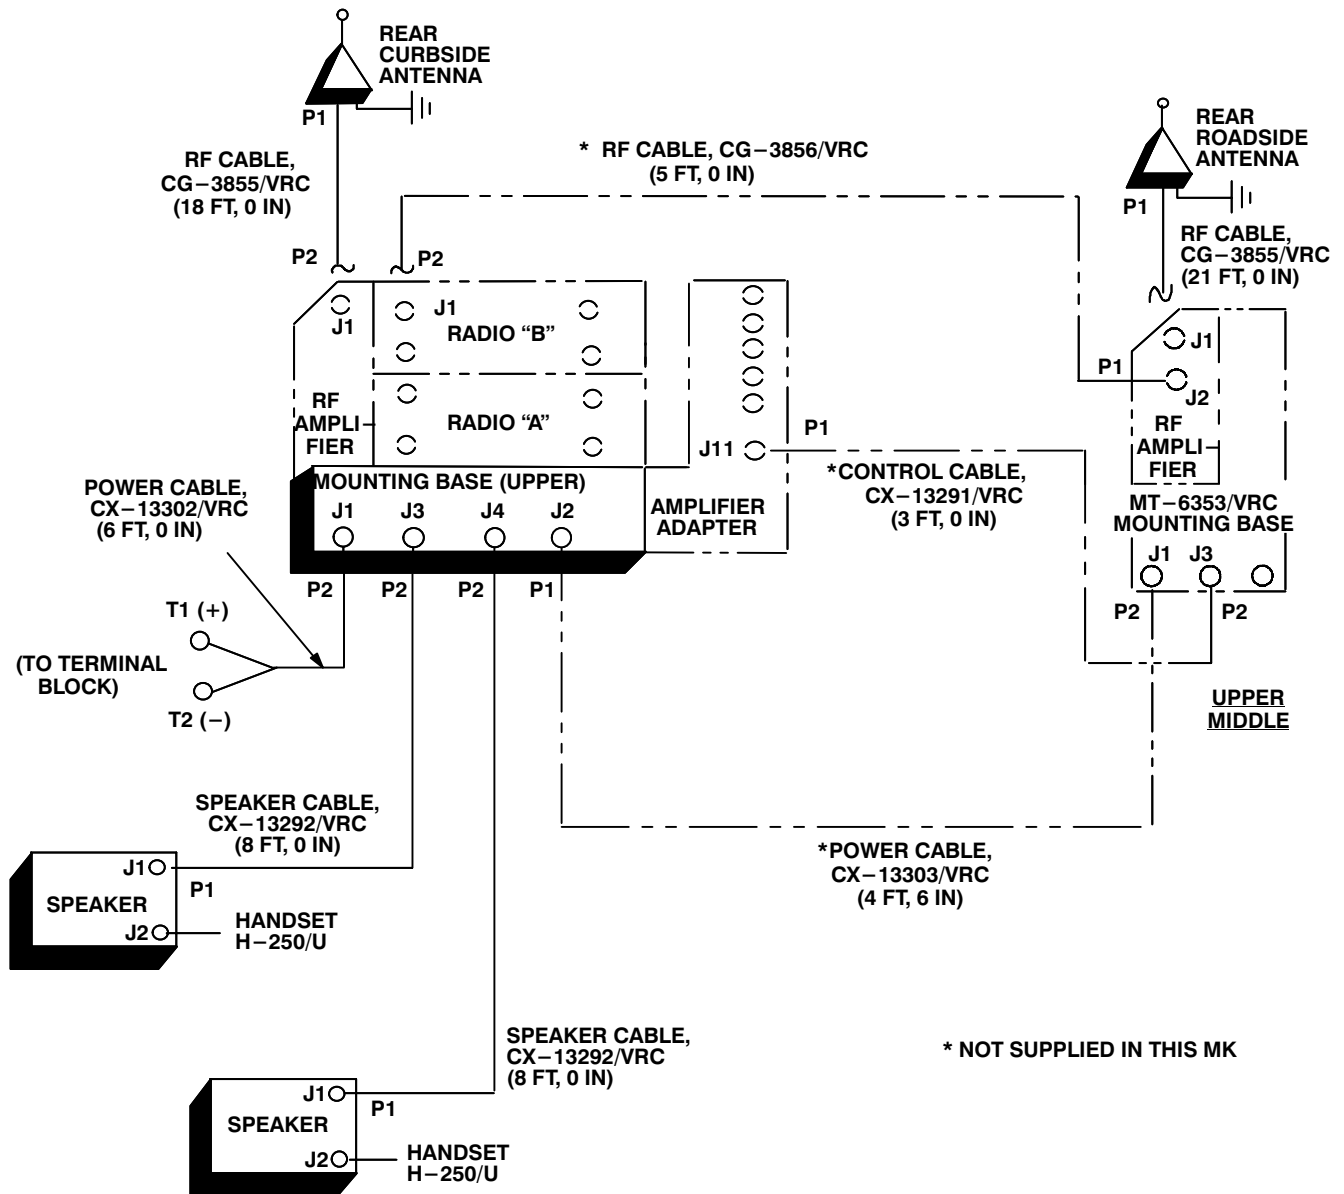 REAR
CURBSIDE
ANTENNA
P1
RF CABLE,
CG-3855/VRC
(18 FT, 0 IN)
* RF CABLE, CG-3856/VRC
(5 FT, 0 IN)
REAR
ROADSIDE
ANTENNA
P1
RF CABLE,
CG-3855/VRC
(21 FT, 0 IN)
P2
P2
J1
J1
RADIO “B”
RF
AMPLI-
FIER
RADIO “A”
J11
P1
*CONTROL CABLE,
CX-13291/VRC
(3 FT, 0 IN)
P1
J1
J2
RF
AMPLI-
FIER
MT-6353/VRC
MOUNTING BASE
J1 J3
P2
P2
UPPER
MIDDLE
MOUNTING BASE (UPPER)
J1 J3 J4 J2
AMPLIFIER
ADAPTER
P2 P2 P2 P1
POWER CABLE,
CX-13302/VRC
(6 FT, 0 IN)
T1 (+)
(TO TERMINAL
BLOCK)
T2 (-)
SPEAKER CABLE,
CX-13292/VRC
(8 FT, 0 IN)
*POWER CABLE,
CX-13303/VRC
(4 FT, 6 IN)
J1
P1
SPEAKER
J2
HANDSET
H-250/U
SPEAKER CABLE,
CX-13292/VRC
(8 FT, 0 IN)
* NOT SUPPLIED IN THIS MK
J1
P1
SPEAKER
J2
HANDSET
H-250/U